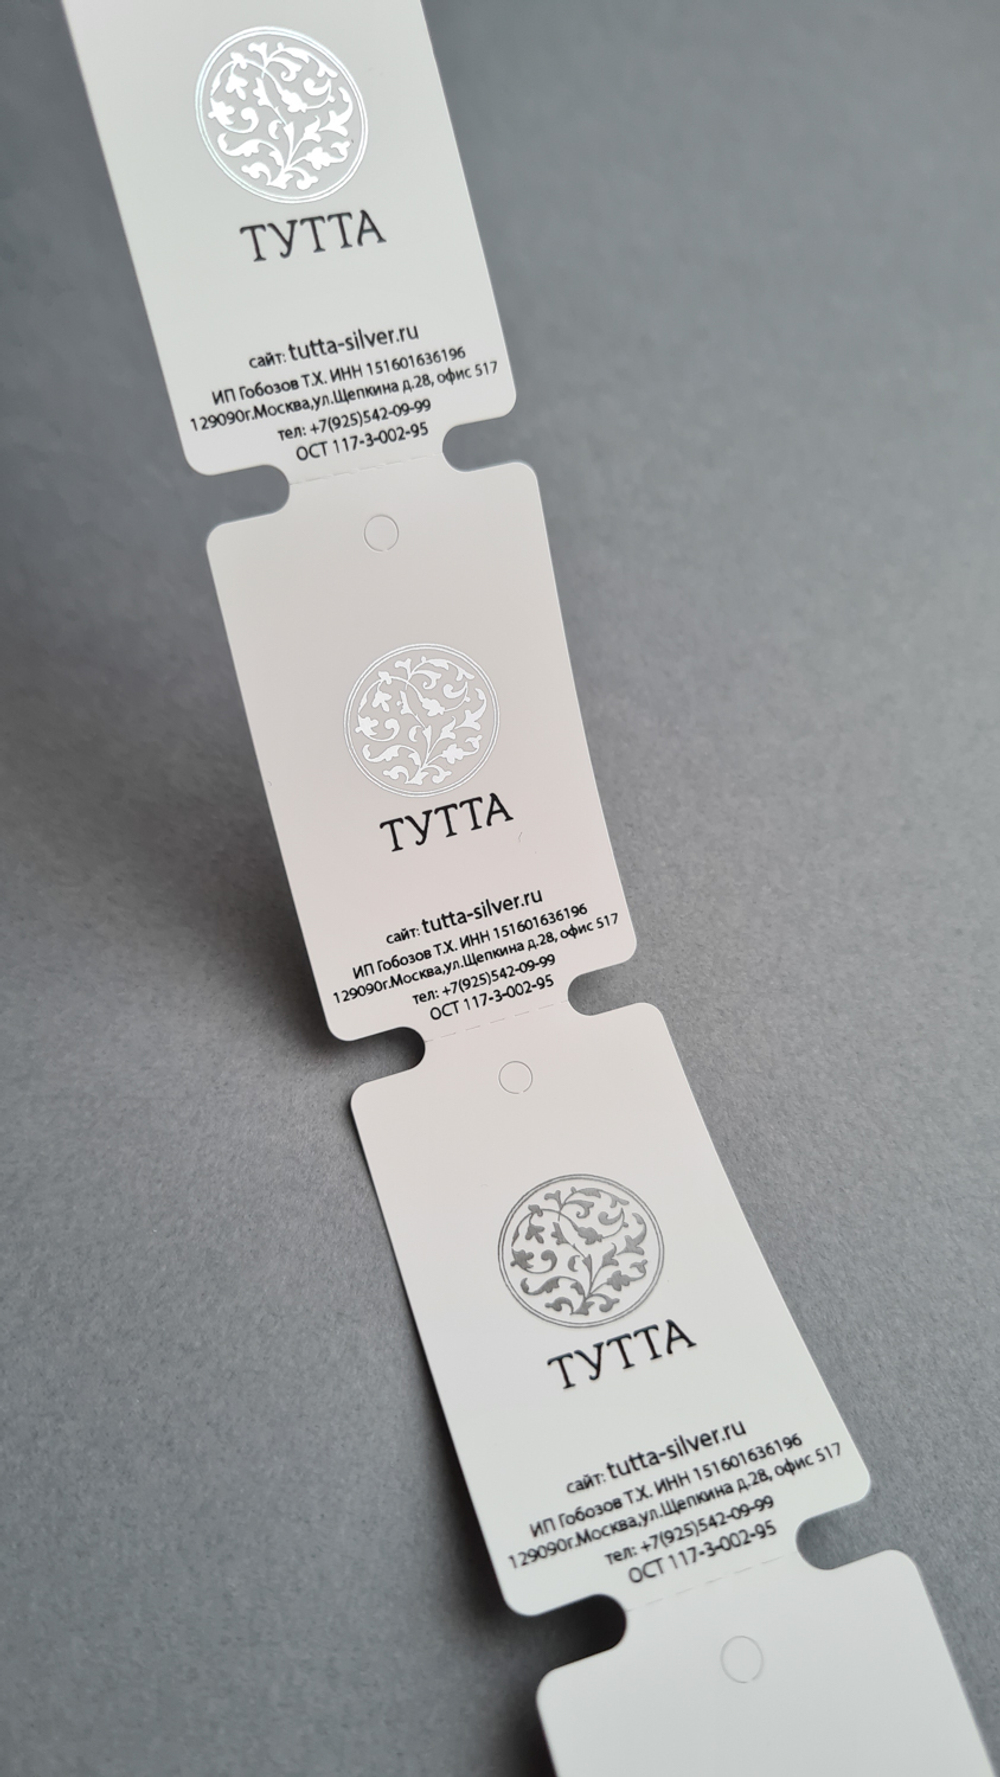 ТУТТА
сайт: tutta-silver.ru
ИП Гобозов Т.Х. ИНН 151601636196
129090г.Москва,ул.Щепкина д.28, офис 517
тел: +7(925)542-09-99
ОСТ 117-3-002-95
ТУТТА
сайт: tutta-silver.ru
ИП Гобозов Т.Х. ИНН 151601636196
129090г.Москва,ул.Щепкина д.28, офис 517
тел: +7(925)542-09-99
ОСТ 117-3-002-95
ТУТТА
сайт: tutta-silver.ru
ИП Гобозов Т.Х. ИНН 151601636196
129090г.Москва,ул.Щепкина д.28, офис 517
тел: +7(925)542-09-99
ОСТ 117-3-002-95